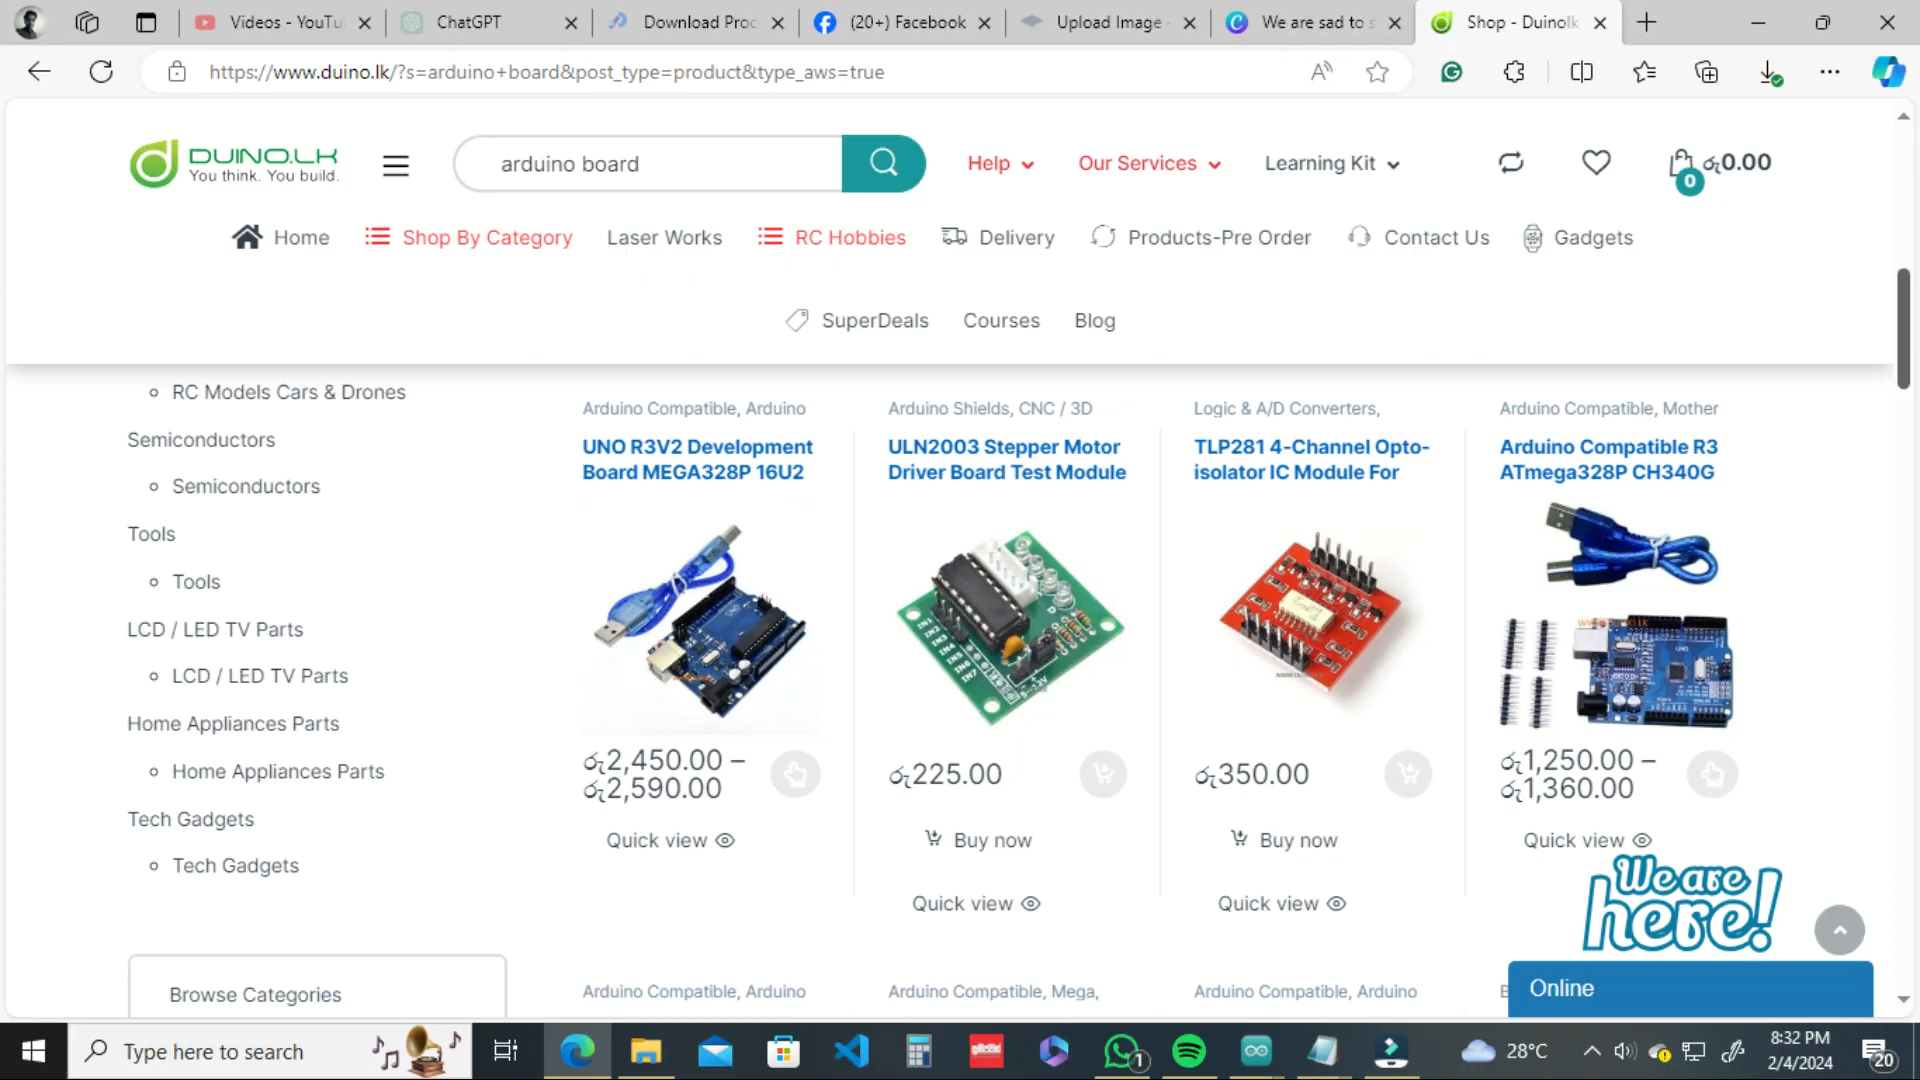 Videos - YouTu
ChatGPT
Download Proc
(20+) Facebook
Upload Image -
We are sad to s
Shop - Duinolk
https://www.duino.lk/?s=arduino+board&post_type=product&type_aws=true
DUINO.LK
You think. You build.
arduino board
Help
Our Services
Learning Kit
0
රු0.00
Home
Shop By Category
Laser Works
RC Hobbies
Delivery
Products-Pre Order
Contact Us
Gadgets
SuperDeals
Courses
Blog
RC Models Cars & Drones
Semiconductors
Semiconductors
Tools
Tools
LCD / LED TV Parts
LCD / LED TV Parts
Home Appliances Parts
Home Appliances Parts
Tech Gadgets
Tech Gadgets
Browse Categories
Arduino Compatible, Arduino
UNO R3V2 Development
Board MEGA328P 16U2
රු2,450.00 –
රු2,590.00
Quick view
Arduino Shields, CNC / 3D
ULN2003 Stepper Motor
Driver Board Test Module
IN1
IN2
IN3
IN4
IN5
IN6
IN7
රු225.00
Buy now
Quick view
Logic & A/D Converters,
TLP281 4-Channel Opto-
isolator IC Module For
රු350.00
Buy now
Quick view
Arduino Compatible, Mother
Arduino Compatible R3
ATmega328P CH340G
UNO
රු1,250.00 –
රු1,360.00
Quick view
We are
here!
Online
Arduino Compatible, Arduino
Arduino Compatible, Mega,
Arduino Compatible, Arduino
Type here to search
1
28°C
8:32 PM
2/4/2024
20